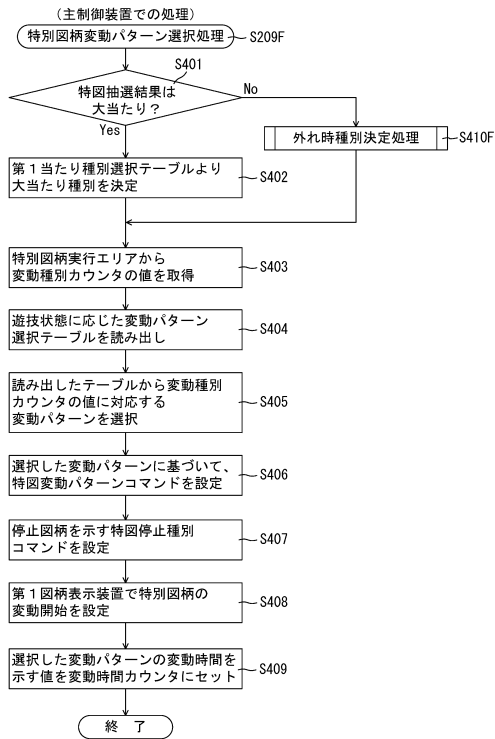 （主制御装置での処理）
特別図柄変動パターン選択処理
S209F
S401
特図抽選結果は
大当たり？
No
Yes
外れ時種別決定処理
S410F
第１当たり種別選択テーブルより
大当たり種別を決定
S402
特別図柄実行エリアから
変動種別カウンタの値を取得
S403
遊技状態に応じた変動パターン
選択テーブルを読み出し
S404
読み出したテーブルから変動種別
カウンタの値に対応する
変動パターンを選択
S405
選択した変動パターンに基づいて、
特図変動パターンコマンドを設定
S406
停止図柄を示す特図停止種別
コマンドを設定
S407
第１図柄表示装置で特別図柄の
変動開始を設定
S408
選択した変動パターンの変動時間を
示す値を変動時間カウンタにセット
S409
終 了